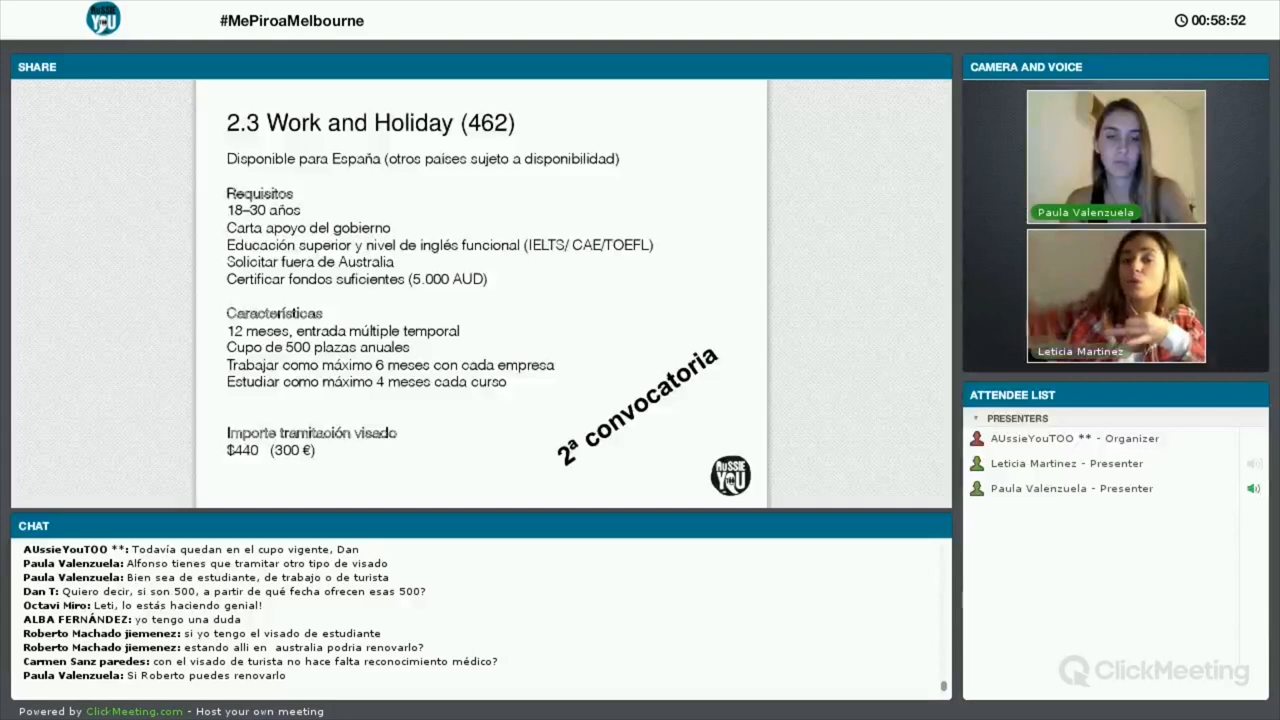 AUSSIE YOU TOO
#MePiroaMelbourne
00:58:52
SHARE
2.3 Work and Holiday (462)
Disponible para España (otros países sujeto a disponibilidad)
Requisitos
18–30 años
Carta apoyo del gobierno
Educación superior y nivel de inglés funcional (IELTS/ CAE/TOEFL)
Solicitar fuera de Australia
Certificar fondos suficientes (5.000 AUD)
Características
12 meses, entrada múltiple temporal
Cupo de 500 plazas anuales
Trabajar como máximo 6 meses con cada empresa
Estudiar como máximo 4 meses cada curso
Importe tramitación visado
$440 (300 €)
2ª convocatoria
AUSSIE YOU TOO
CAMERA AND VOICE
Paula Valenzuela
Leticia Martinez
ATTENDEE LIST
PRESENTERS
AUssieYouTOO ** - Organizer
Leticia Martinez - Presenter
Paula Valenzuela - Presenter
CHAT
AUssieYouTOO **: Todavía quedan en el cupo vigente, Dan
Paula Valenzuela: Alfonso tienes que tramitar otro tipo de visado
Paula Valenzuela: Bien sea de estudiante, de trabajo o de turista
Dan T: Quiero decir, si son 500, a partir de qué fecha ofrecen esas 500?
Octavi Miro: Leti, lo estás haciendo genial!
ALBA FERNÁNDEZ: yo tengo una duda
Roberto Machado jiemenez: si yo tengo el visado de estudiante
Roberto Machado jiemenez: estando alli en australia podria renovarlo?
Carmen Sanz paredes: con el visado de turista no hace falta reconocimiento médico?
Paula Valenzuela: Si Roberto puedes renovarlo
ClickMeeting
Powered by ClickMeeting.com - Host your own meeting